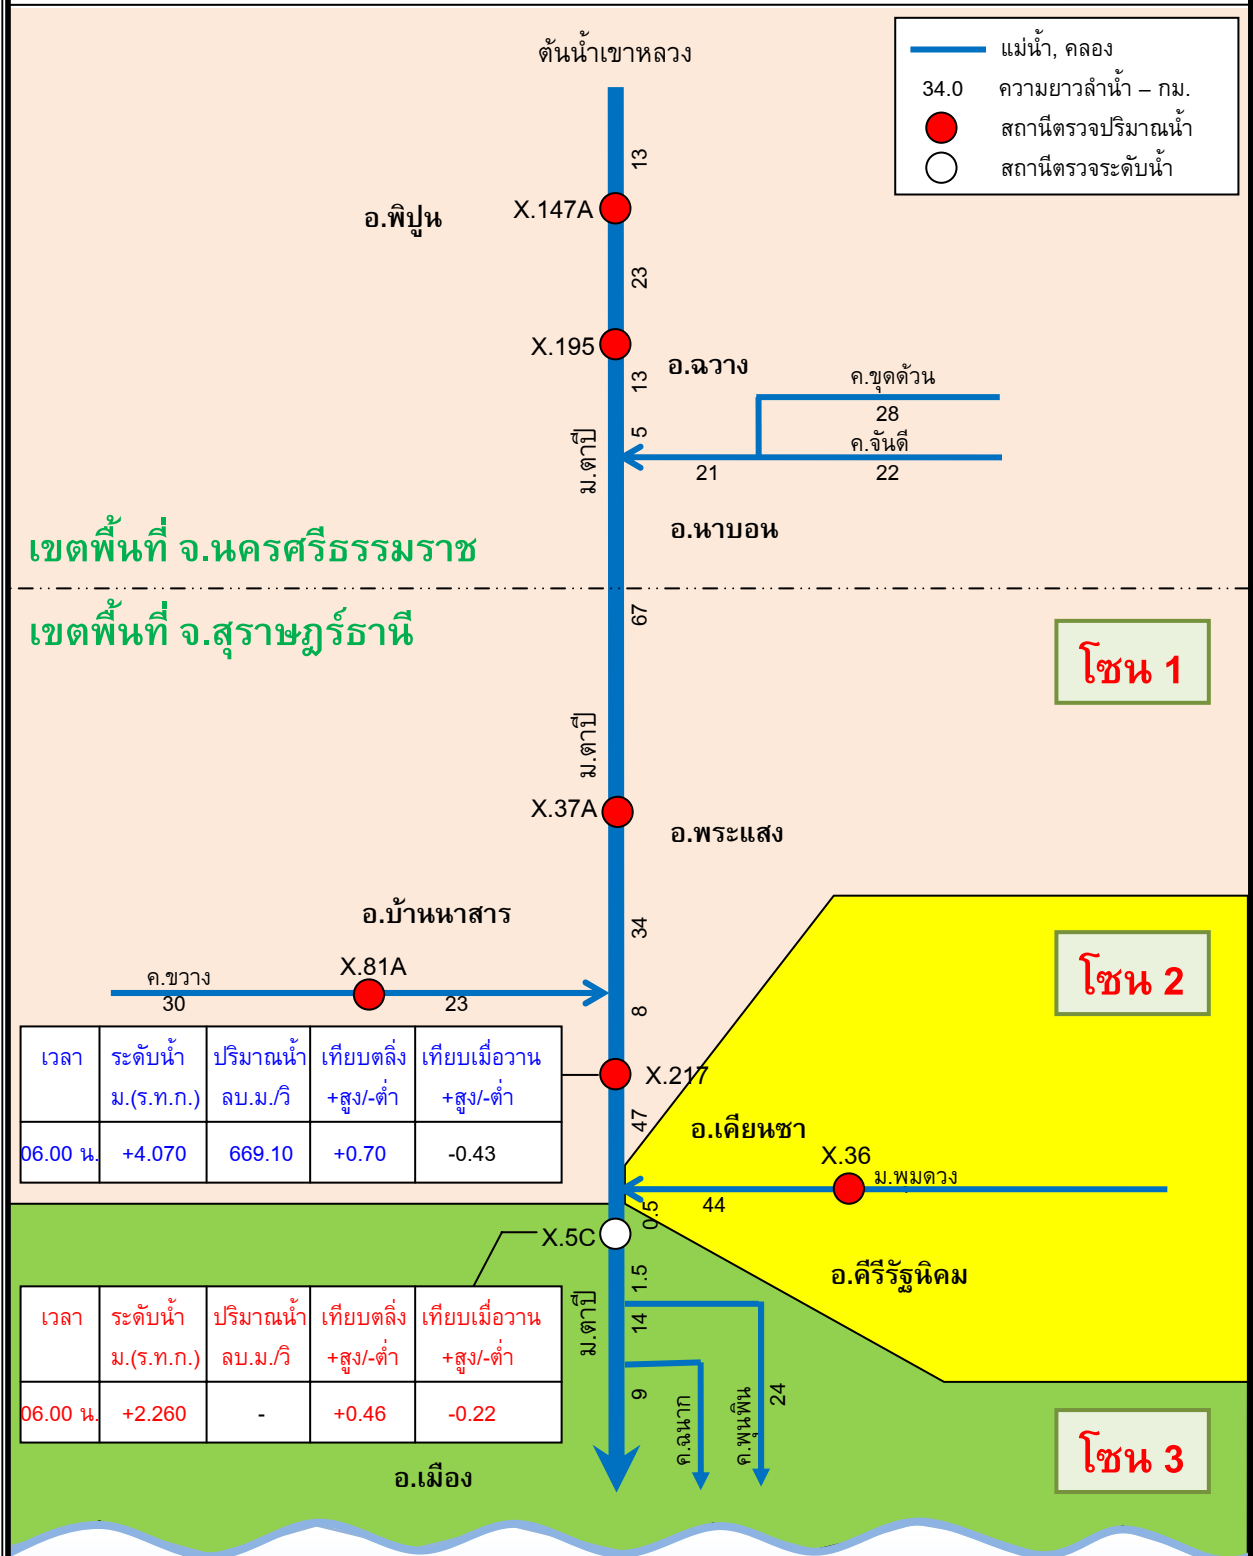 ต้นน้ำเขาหลวง
แม่น้ำ, คลอง
34.0 ความยาวลำน้ำ – กม.
สถานีตรวจปริมาณน้ำ
สถานีตรวจระดับน้ำ
13
อ.พิปูน
X.147A
23
X.195
อ.ฉวาง
13
ค.ขุดด้วน
28
ม.ตาปี
5
ค.จันดี
21
22
อ.นาบอน
เขตพื้นที่ จ.นครศรีธรรมราช
เขตพื้นที่ จ.สุราษฎร์ธานี
67
โซน 1
ม.ตาปี
X.37A
อ.พระแสง
อ.บ้านนาสาร
34
โซน 2
ค.ขวาง
X.81A
30
23
8
เวลา ระดับน้ำ ปริมาณน้ำ เทียบตลิ่ง เทียบเมื่อวาน
ม.(ร.ท.ก.) ลบ.ม./วิ +สูง/-ต่ำ +สูง/-ต่ำ
06.00 น. +4.070 669.10 +0.70 -0.43
X.217
47
อ.เคียนซา
X.36
ม.พุมดวง
44
0.5
X.5C
อ.คีรีรัฐนิคม
1.5
ม.ตาปี
14
เวลา ระดับน้ำ ปริมาณน้ำ เทียบตลิ่ง เทียบเมื่อวาน
ม.(ร.ท.ก.) ลบ.ม./วิ +สูง/-ต่ำ +สูง/-ต่ำ
06.00 น. +2.260 - +0.46 -0.22
9
ค.ฉนาก
ค.พุนพิน
24
โซน 3
อ.เมือง